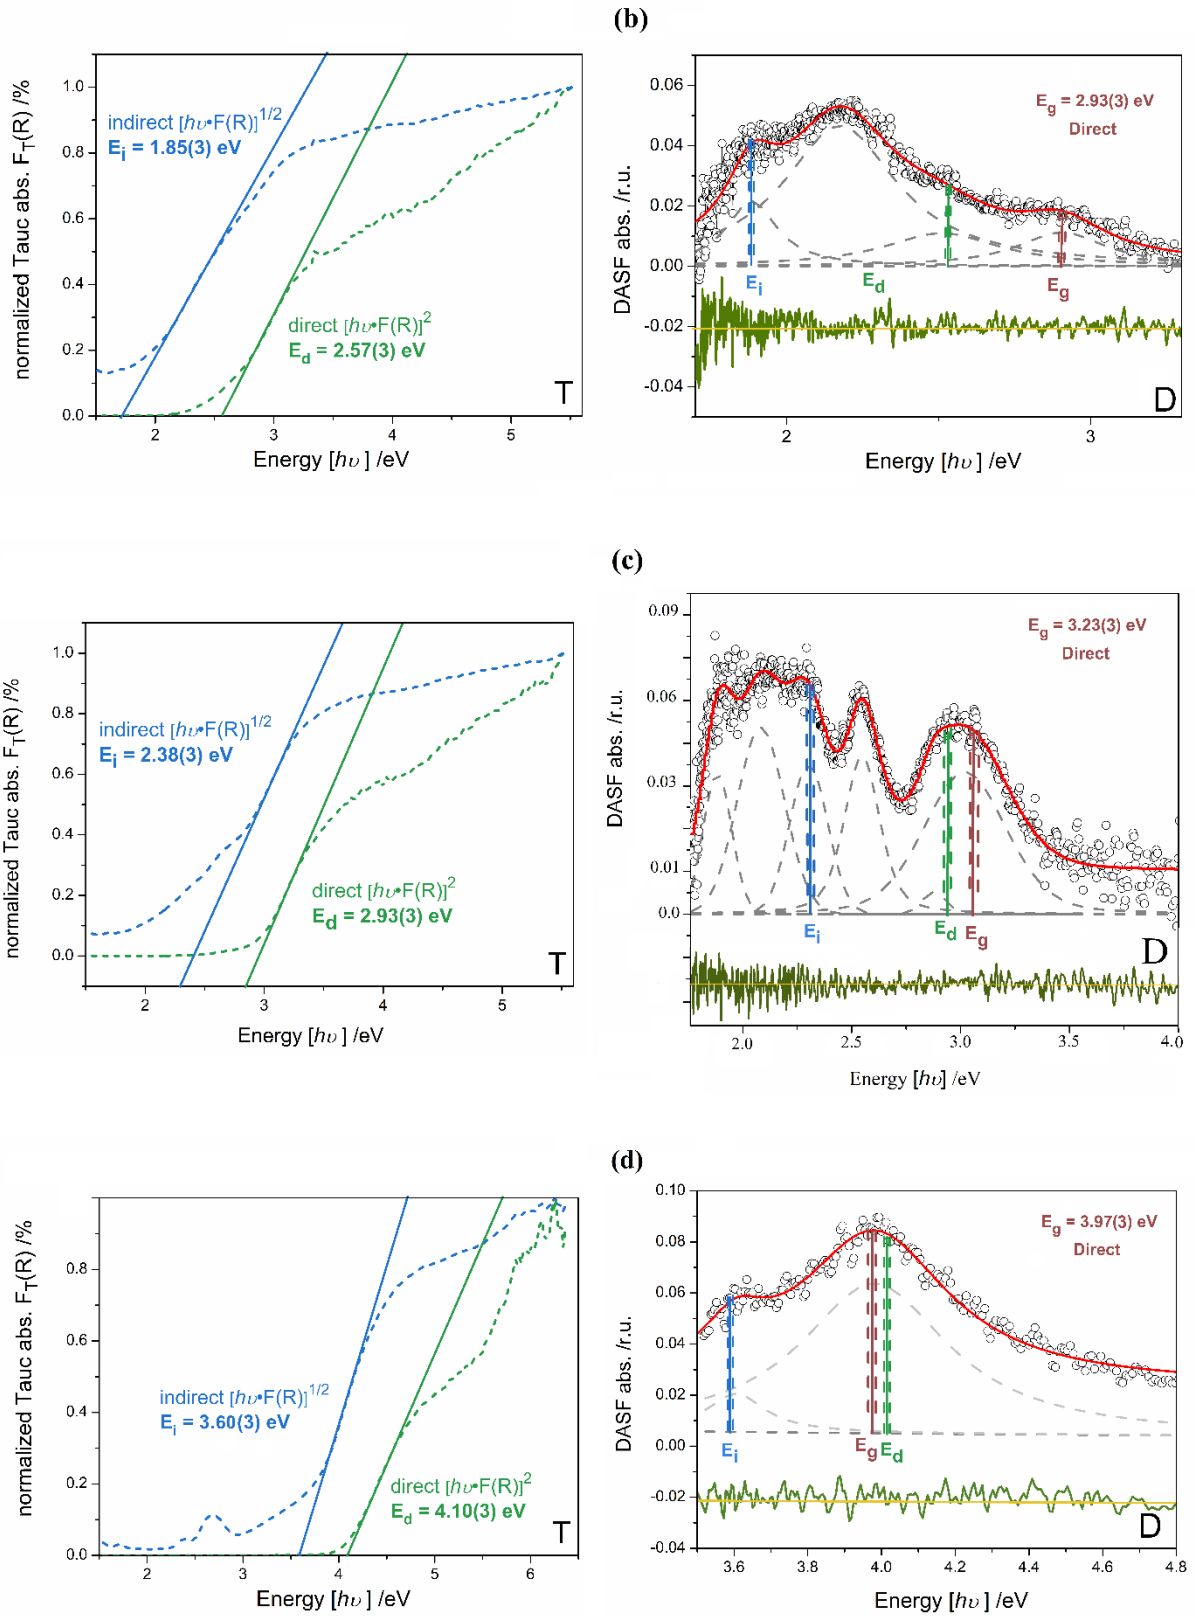 (b)
normalized Tauc abs. F_T(R) /%
1.0
0.8
0.6
0.4
0.2
0.0
indirect [hυ•F(R)]^1/2
E_i = 1.85(3) eV
direct [hυ•F(R)]^2
E_d = 2.57(3) eV
T
2 3 4 5
Energy [hυ] /eV
DASF abs. /r.u.
0.06
0.04
0.02
0.00
-0.02
-0.04
E_g = 2.93(3) eV
Direct
E_i E_d E_g
D
2 3
Energy [hυ] /eV
(c)
normalized Tauc abs. F_T(R) /%
1.0
0.8
0.6
0.4
0.2
0.0
indirect [hυ•F(R)]^1/2
E_i = 2.38(3) eV
direct [hυ•F(R)]^2
E_d = 2.93(3) eV
T
2 3 4 5
Energy [hυ] /eV
DASF abs. /r.u.
0.09
0.06
0.03
0.01
0.0
E_g = 3.23(3) eV
Direct
E_i E_d E_g
D
2.0 2.5 3.0 3.5 4.0
Energy [hυ] /eV
(d)
normalized Tauc abs. F_T(R) /%
0.8
0.6
0.4
0.2
0.0
indirect [hυ•F(R)]^1/2
E_i = 3.60(3) eV
direct [hυ•F(R)]^2
E_d = 4.10(3) eV
T
2 3 4 5 6
Energy [hυ] /eV
DASF abs. /r.u.
0.10
0.08
0.06
0.04
0.02
0.00
-0.02
-0.04
E_g = 3.97(3) eV
Direct
E_i E_g E_d
D
3.6 3.8 4.0 4.2 4.4 4.6 4.8
Energy [hυ] /eV